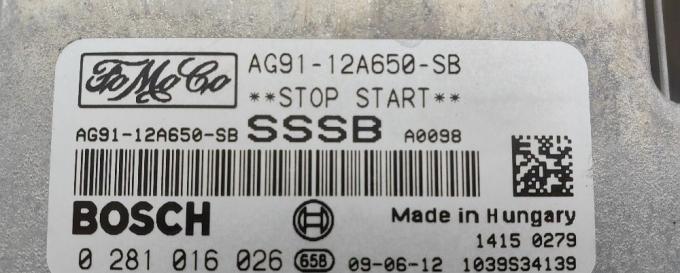 FoMoCo
AG91-12A650-SB
**STOP START**
AG91-12A650-SB SSSB A0098
BOSCH
Made in Hungary
1415 0279
0 281 016 026 658 09-06-12 1039S34139